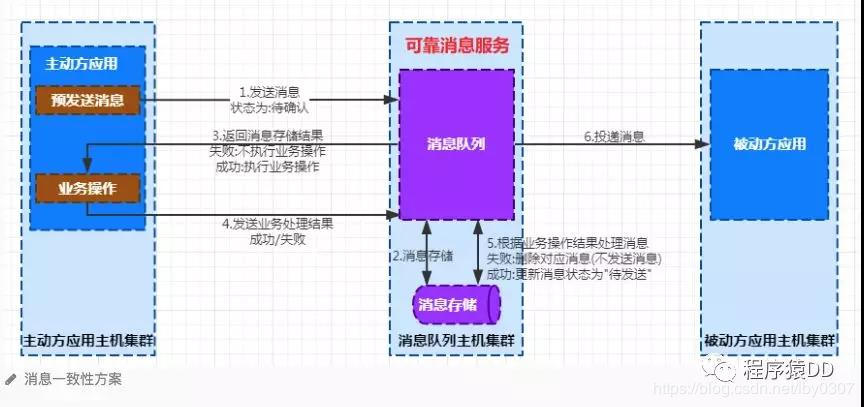 可靠消息服务
主动方应用
预发送消息
1.发送消息
状态为:待确认
3.返回消息存储结果
失败:不执行业务操作
成功:执行业务操作
消息队列
6.投递消息
被动方应用
业务操作
4.发送业务处理结果
成功/失败
2.消息存储
5.根据业务操作结果处理消息
失败:删除对应消息(不发送消息)
成功:更新消息状态为"待发送"
消息存储
主动方应用主机集群
消息队列主机集群
被动方应用主机集群
消息一致性方案
程序猿DD
https://blog.csdn.net/lby0307